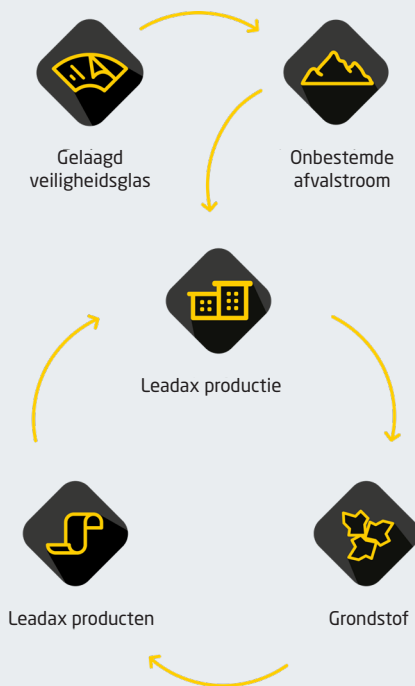 Gelaagd
veiligheidsglas
Onbestemde
afvalstroom
Leadax productie
Leadax producten
Grondstof